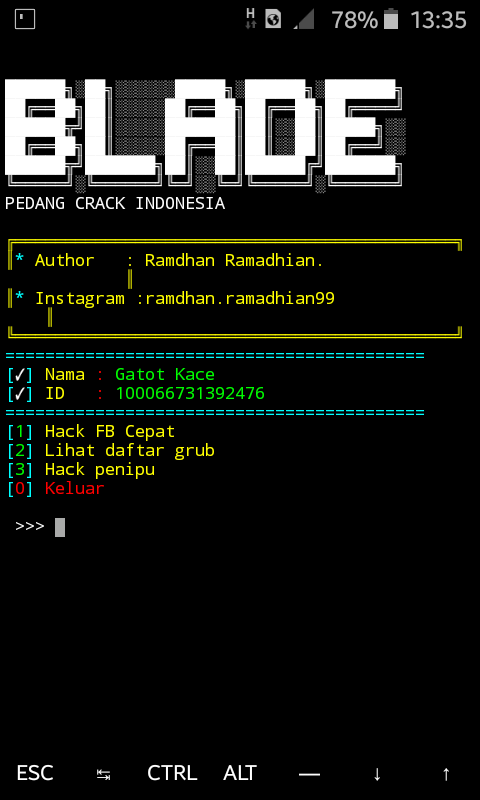 H 78% 13:35
BLADE
PEDANG CRACK INDONESIA
* Author : Ramdhan Ramadhian.
* Instagram :ramdhan.ramadhian99
==========================================
[✓] Nama : Gatot Kace
[✓] ID : 100066731392476
==========================================
[1] Hack FB Cepat
[2] Lihat daftar grub
[3] Hack penipu
[0] Keluar
>>>
ESC ↹ CTRL ALT — ↓ ↑